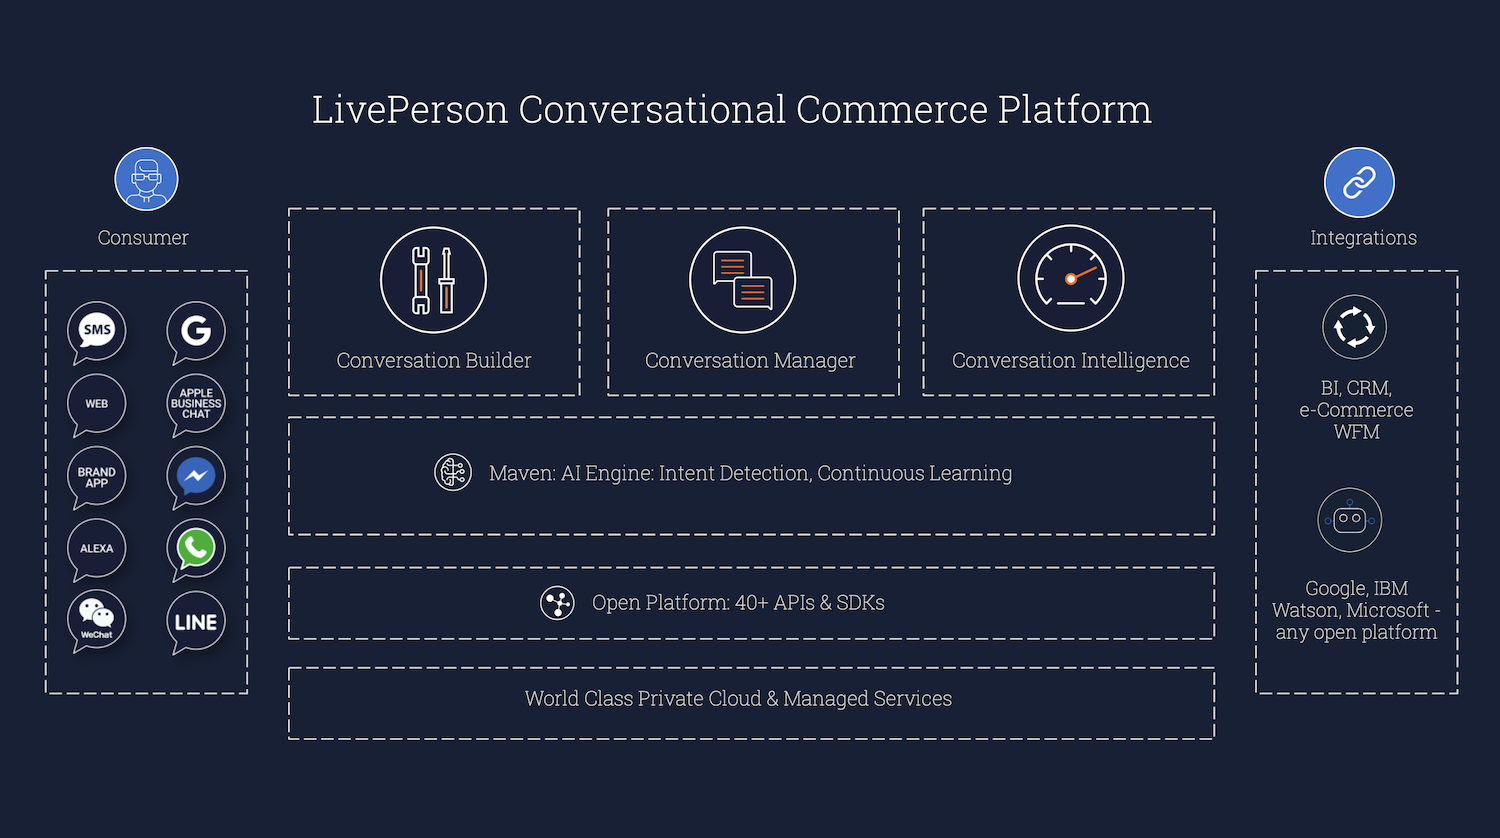 LivePerson Conversational Commerce Platform
Consumer
SMS
G
WEB
APPLE
BUSINESS
CHAT
BRAND
APP
ALEXA
WeChat
LINE
Conversation Builder
Conversation Manager
Conversation Intelligence
Maven: AI Engine: Intent Detection, Continuous Learning
Open Platform: 40+ APIs & SDKs
World Class Private Cloud & Managed Services
Integrations
BI, CRM,
e-Commerce
WFM
Google, IBM
Watson, Microsoft -
any open platform